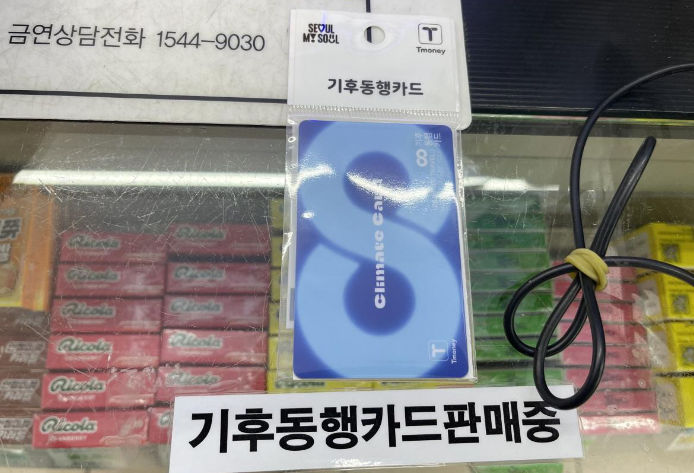 금연상담전화 1544-9030
SEOUL
MY SOUL
T
Tmoney
기후동행카드
8
Climate Card
T
Tmoney
Ricola
Ricola
Ricola
Ricola
Ricola
Ricola
Ricola
Ricola
Ricola
Ricola
기후동행카드판매중